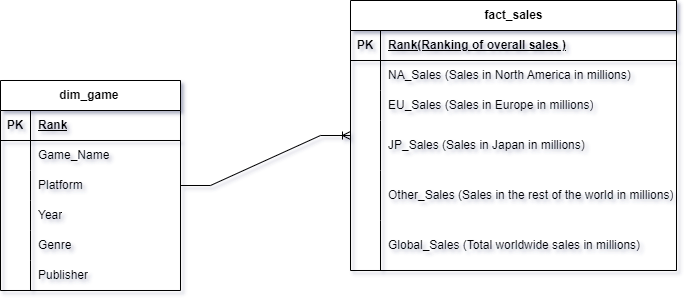 fact_sales
PK Rank(Ranking of overall sales )
NA_Sales (Sales in North America in millions)
EU_Sales (Sales in Europe in millions)
JP_Sales (Sales in Japan in millions)
Other_Sales (Sales in the rest of the world in millions)
Global_Sales (Total worldwide sales in millions)
dim_game
PK Rank
Game_Name
Platform
Year
Genre
Publisher